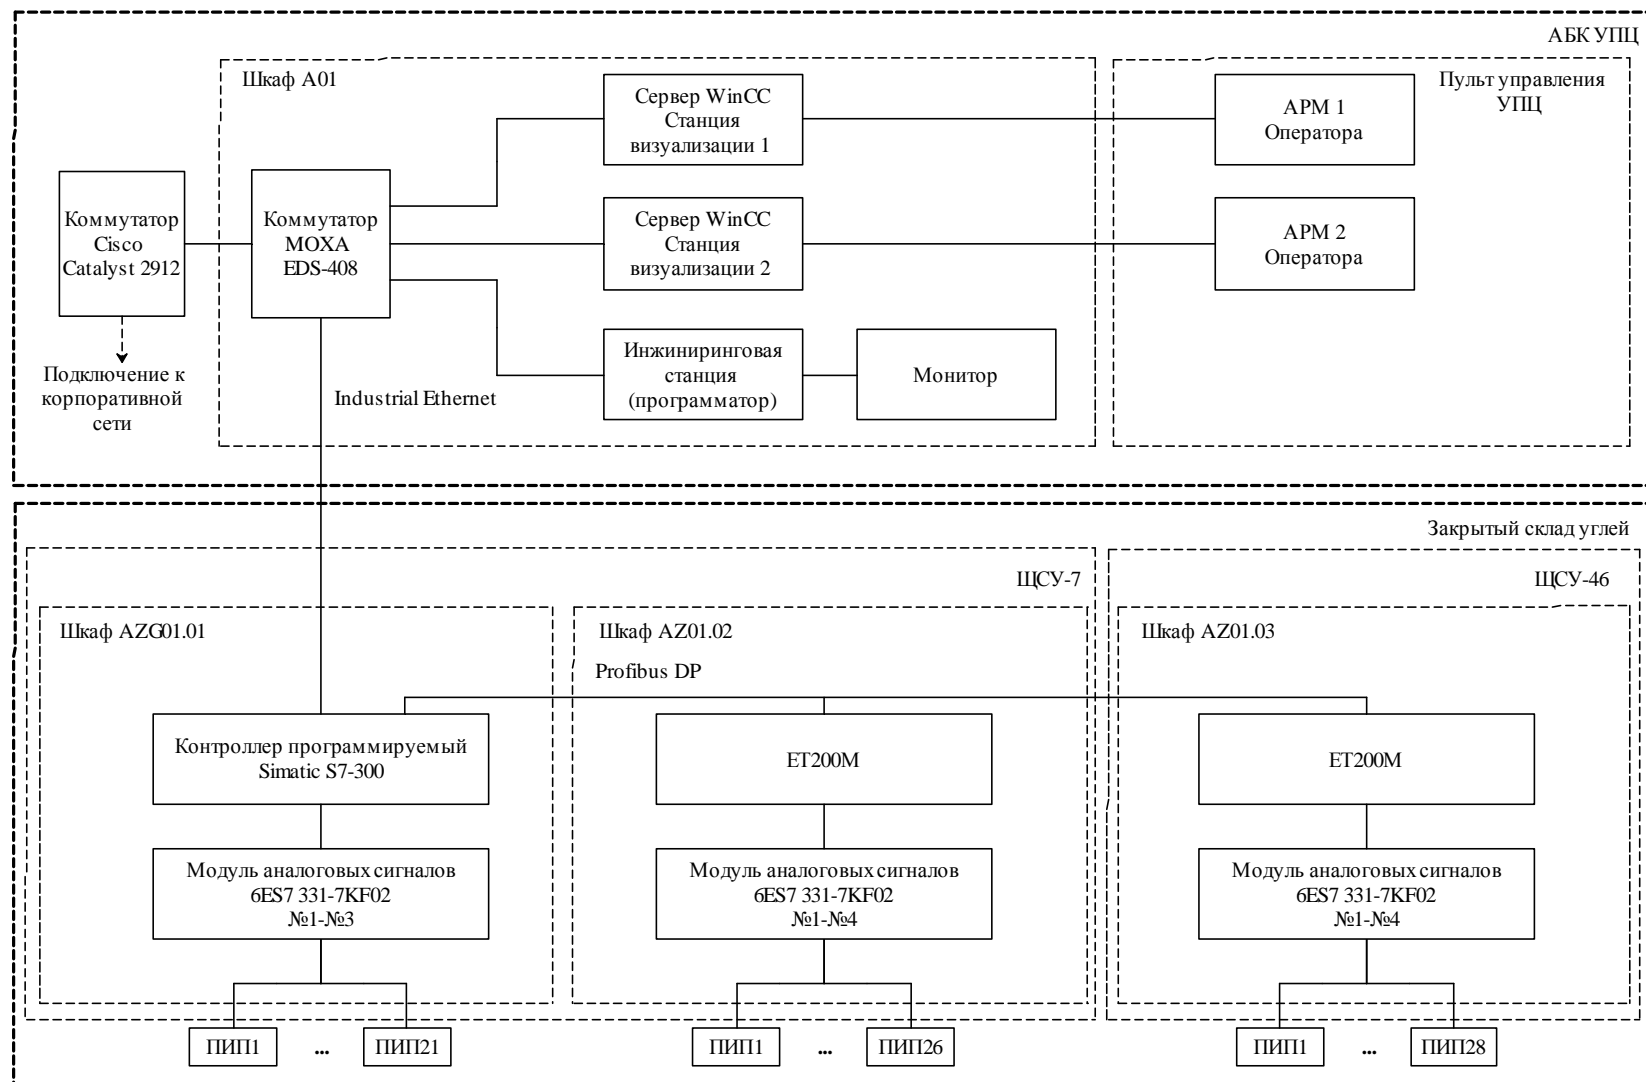 АБК УПЦ
Шкаф А01
Пульт управления
УПЦ
Сервер WinCC
Станция
визуализации 1
АРМ 1
Оператора
Коммутатор
Cisco
Catalyst 2912
Коммутатор
MOXA
EDS-408
Сервер WinCC
Станция
визуализации 2
АРМ 2
Оператора
Подключение к
корпоративной
сети
Industrial Ethernet
Инжиниринговая
станция
(программатор)
Монитор
Закрытый склад углей
ЩСУ-7
ЩСУ-46
Шкаф AZG01.01
Шкаф AZ01.02
Шкаф AZ01.03
Profibus DP
Контроллер программируемый
Simatic S7-300
ET200M
ET200M
Модуль аналоговых сигналов
6ES7 331-7KF02
№1-№3
Модуль аналоговых сигналов
6ES7 331-7KF02
№1-№4
Модуль аналоговых сигналов
6ES7 331-7KF02
№1-№4
ПИП1 ... ПИП21
ПИП1 ... ПИП26
ПИП1 ... ПИП28